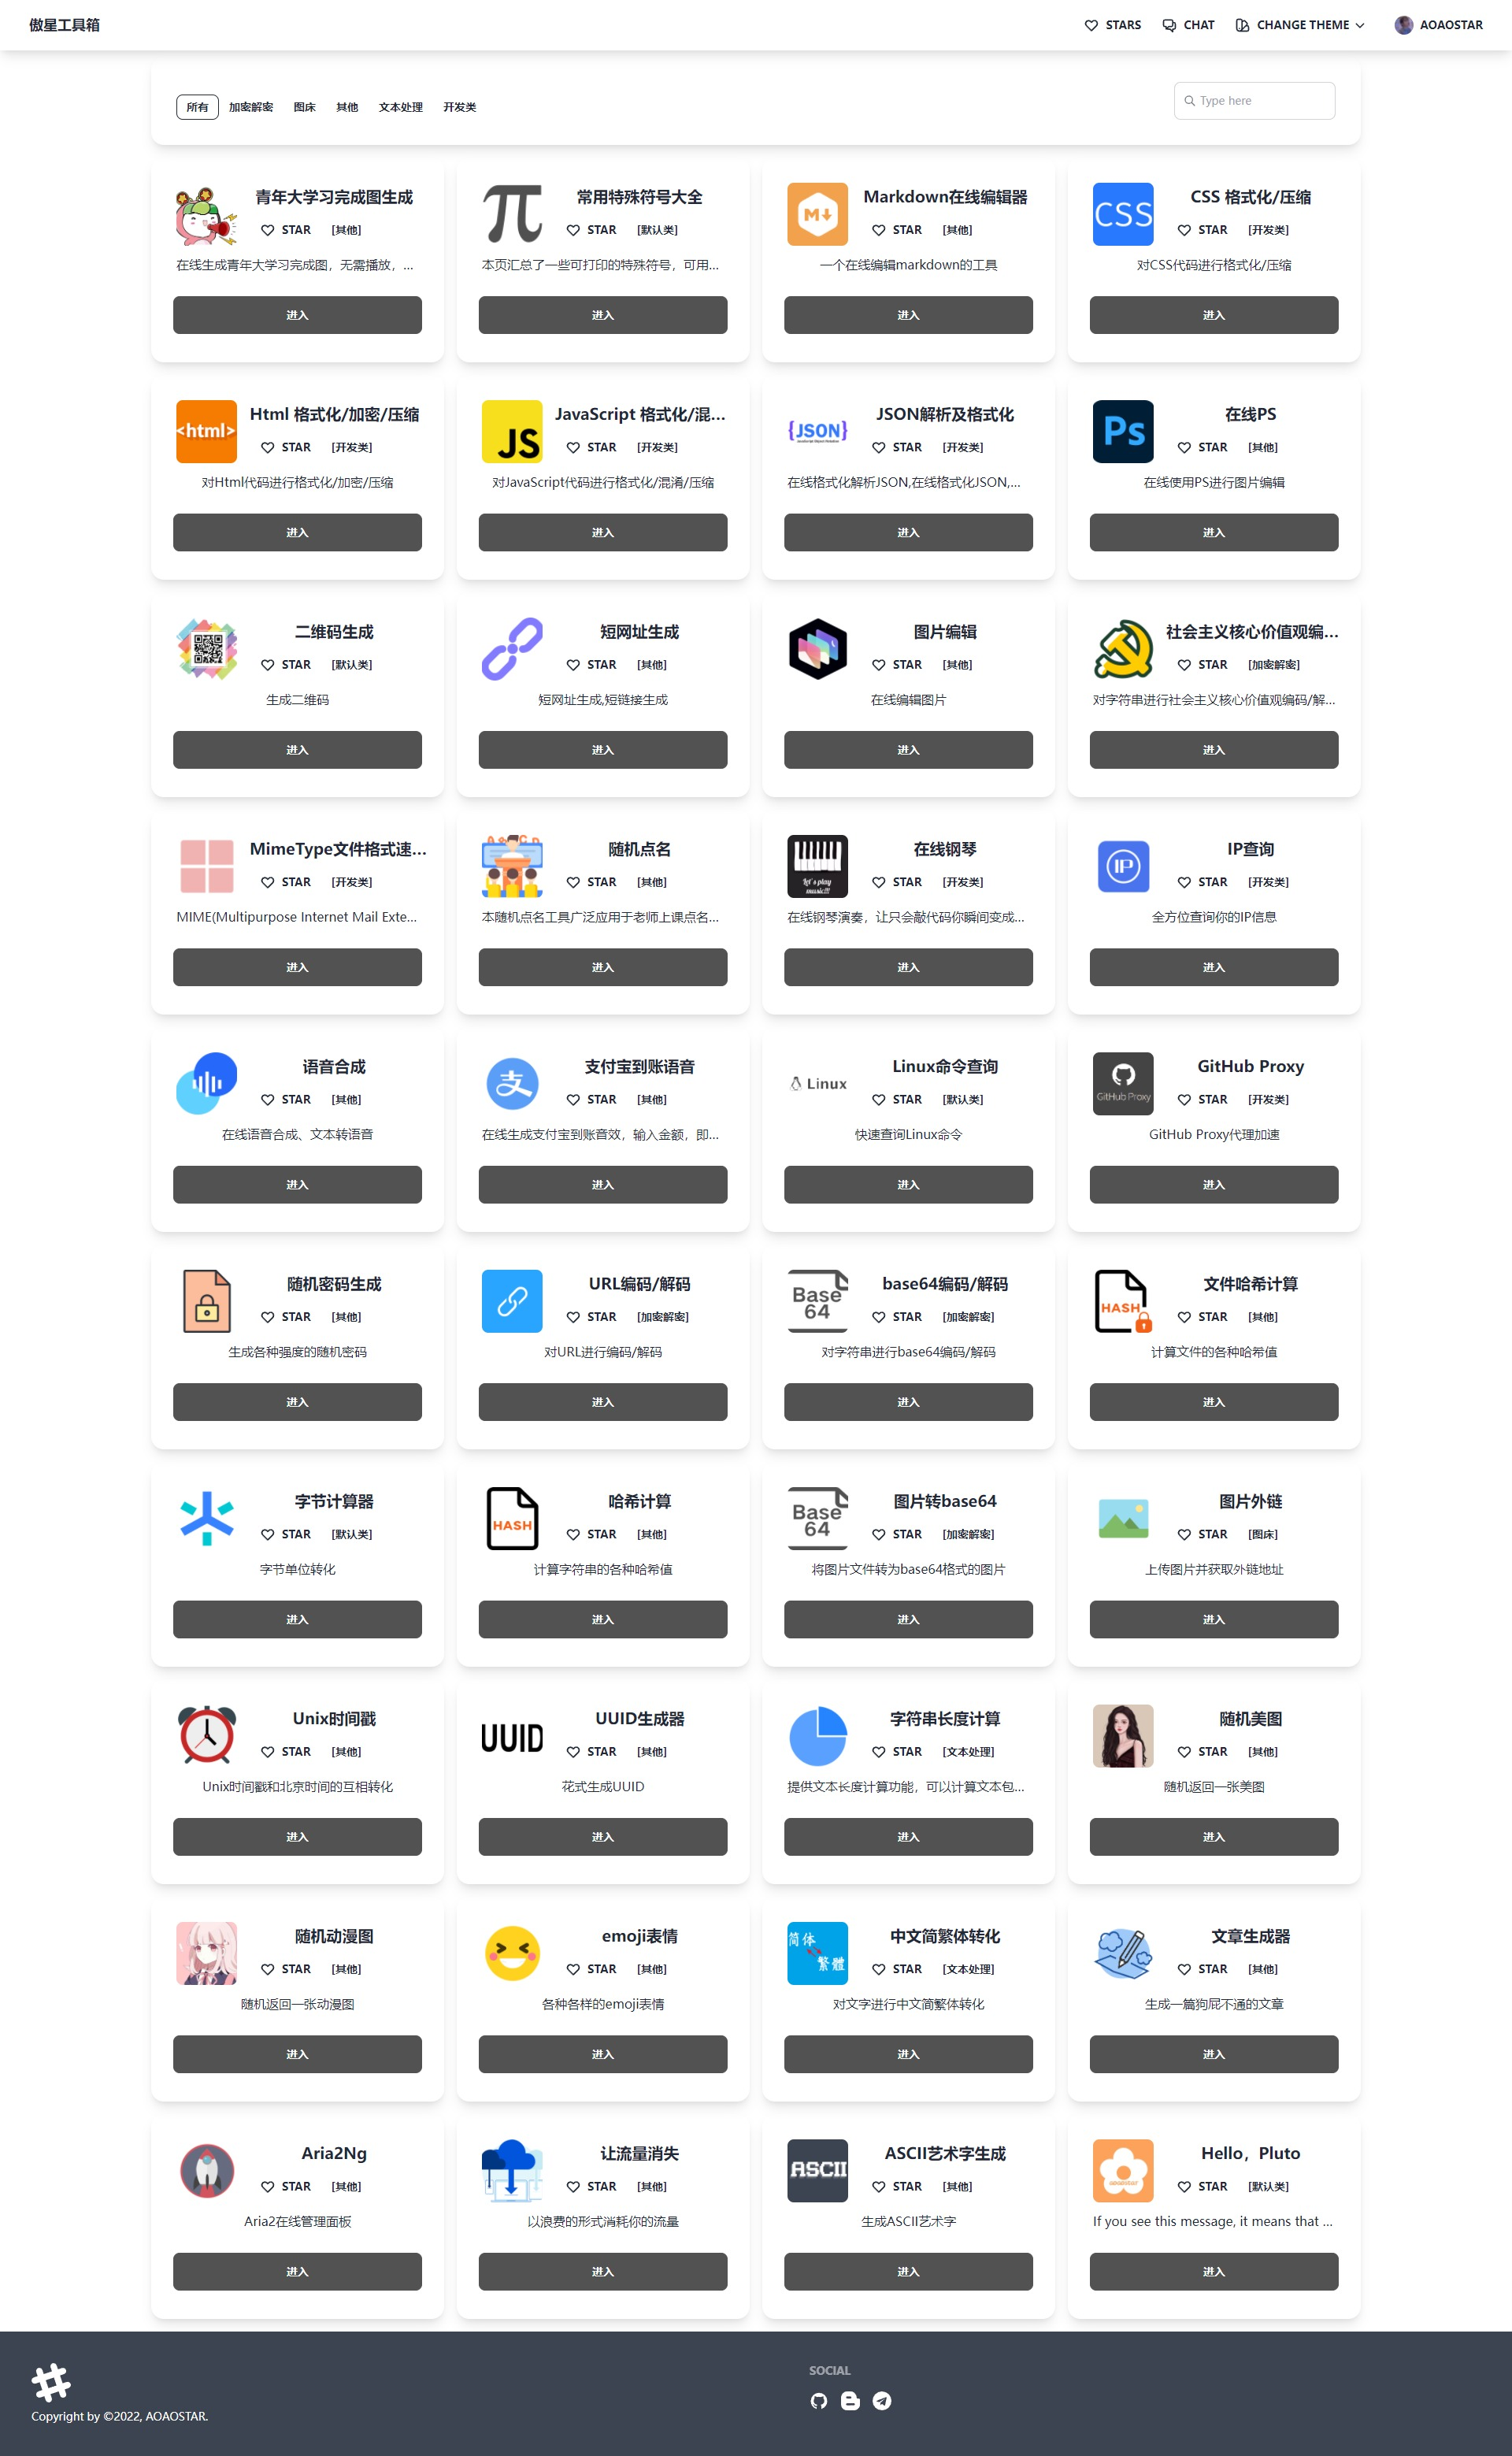 傲星工具箱
STARS CHAT CHANGE THEME AOAOSTAR
所有 加密解密 图床 其他 文本处理 开发类
Type here
青年大学习完成图生成
STAR [其他]
在线生成青年大学习完成图，无需播放，...
进入
π
常用特殊符号大全
STAR [默认类]
本页汇总了一些可打印的特殊符号，可用...
进入
M
Markdown在线编辑器
STAR [其他]
一个在线编辑markdown的工具
进入
CSS
CSS 格式化/压缩
STAR [开发类]
对CSS代码进行格式化/压缩
进入
<html>
Html 格式化/加密/压缩
STAR [开发类]
对Html代码进行格式化/加密/压缩
进入
JS
JavaScript 格式化/混...
STAR [开发类]
对JavaScript代码进行格式化/混淆/压缩
进入
{JSON}
JSON解析及格式化
STAR [开发类]
在线格式化解析JSON,在线格式化JSON,...
进入
Ps
在线PS
STAR [其他]
在线使用PS进行图片编辑
进入
二维码生成
STAR [默认类]
生成二维码
进入
短网址生成
STAR [其他]
短网址生成,短链接生成
进入
图片编辑
STAR [其他]
在线编辑图片
进入
社会主义核心价值观编...
STAR [加密解密]
对字符串进行社会主义核心价值观编码/解...
进入
MimeType文件格式速...
STAR [开发类]
MIME(Multipurpose Internet Mail Exte...
进入
随机点名
STAR [其他]
本随机点名工具广泛应用于老师上课点名...
进入
Let's play
music!!!
在线钢琴
STAR [开发类]
在线钢琴演奏，让只会敲代码你瞬间变成...
进入
IP
IP查询
STAR [开发类]
全方位查询你的IP信息
进入
语音合成
STAR [其他]
在线语音合成、文本转语音
进入
支
支付宝到账语音
STAR [其他]
在线生成支付宝到账音效，输入金额，即...
进入
Linux
Linux命令查询
STAR [默认类]
快速查询Linux命令
进入
GitHub Proxy
GitHub Proxy
STAR [开发类]
GitHub Proxy代理加速
进入
随机密码生成
STAR [其他]
生成各种强度的随机密码
进入
URL编码/解码
STAR [加密解密]
对URL进行编码/解码
进入
Base
64
base64编码/解码
STAR [加密解密]
对字符串进行base64编码/解码
进入
HASH
文件哈希计算
STAR [其他]
计算文件的各种哈希值
进入
字节计算器
STAR [默认类]
字节单位转化
进入
HASH
哈希计算
STAR [其他]
计算字符串的各种哈希值
进入
Base
64
图片转base64
STAR [加密解密]
将图片文件转为base64格式的图片
进入
图片外链
STAR [图床]
上传图片并获取外链地址
进入
Unix时间戳
STAR [其他]
Unix时间戳和北京时间的互相转化
进入
UUID
UUID生成器
STAR [其他]
花式生成UUID
进入
字符串长度计算
STAR [文本处理]
提供文本长度计算功能，可以计算文本包...
进入
随机美图
STAR [其他]
随机返回一张美图
进入
随机动漫图
STAR [其他]
随机返回一张动漫图
进入
emoji表情
STAR [其他]
各种各样的emoji表情
进入
简体
繁體
中文简繁体转化
STAR [文本处理]
对文字进行中文简繁体转化
进入
文章生成器
STAR [其他]
生成一篇狗屁不通的文章
进入
Aria2Ng
STAR [其他]
Aria2在线管理面板
进入
让流量消失
STAR [其他]
以浪费的形式消耗你的流量
进入
ASCII
ASCII艺术字生成
STAR [其他]
生成ASCII艺术字
进入
Hello，Pluto
STAR [默认类]
If you see this message, it means that ...
进入
SOCIAL
Copyright by ©2022, AOAOSTAR.